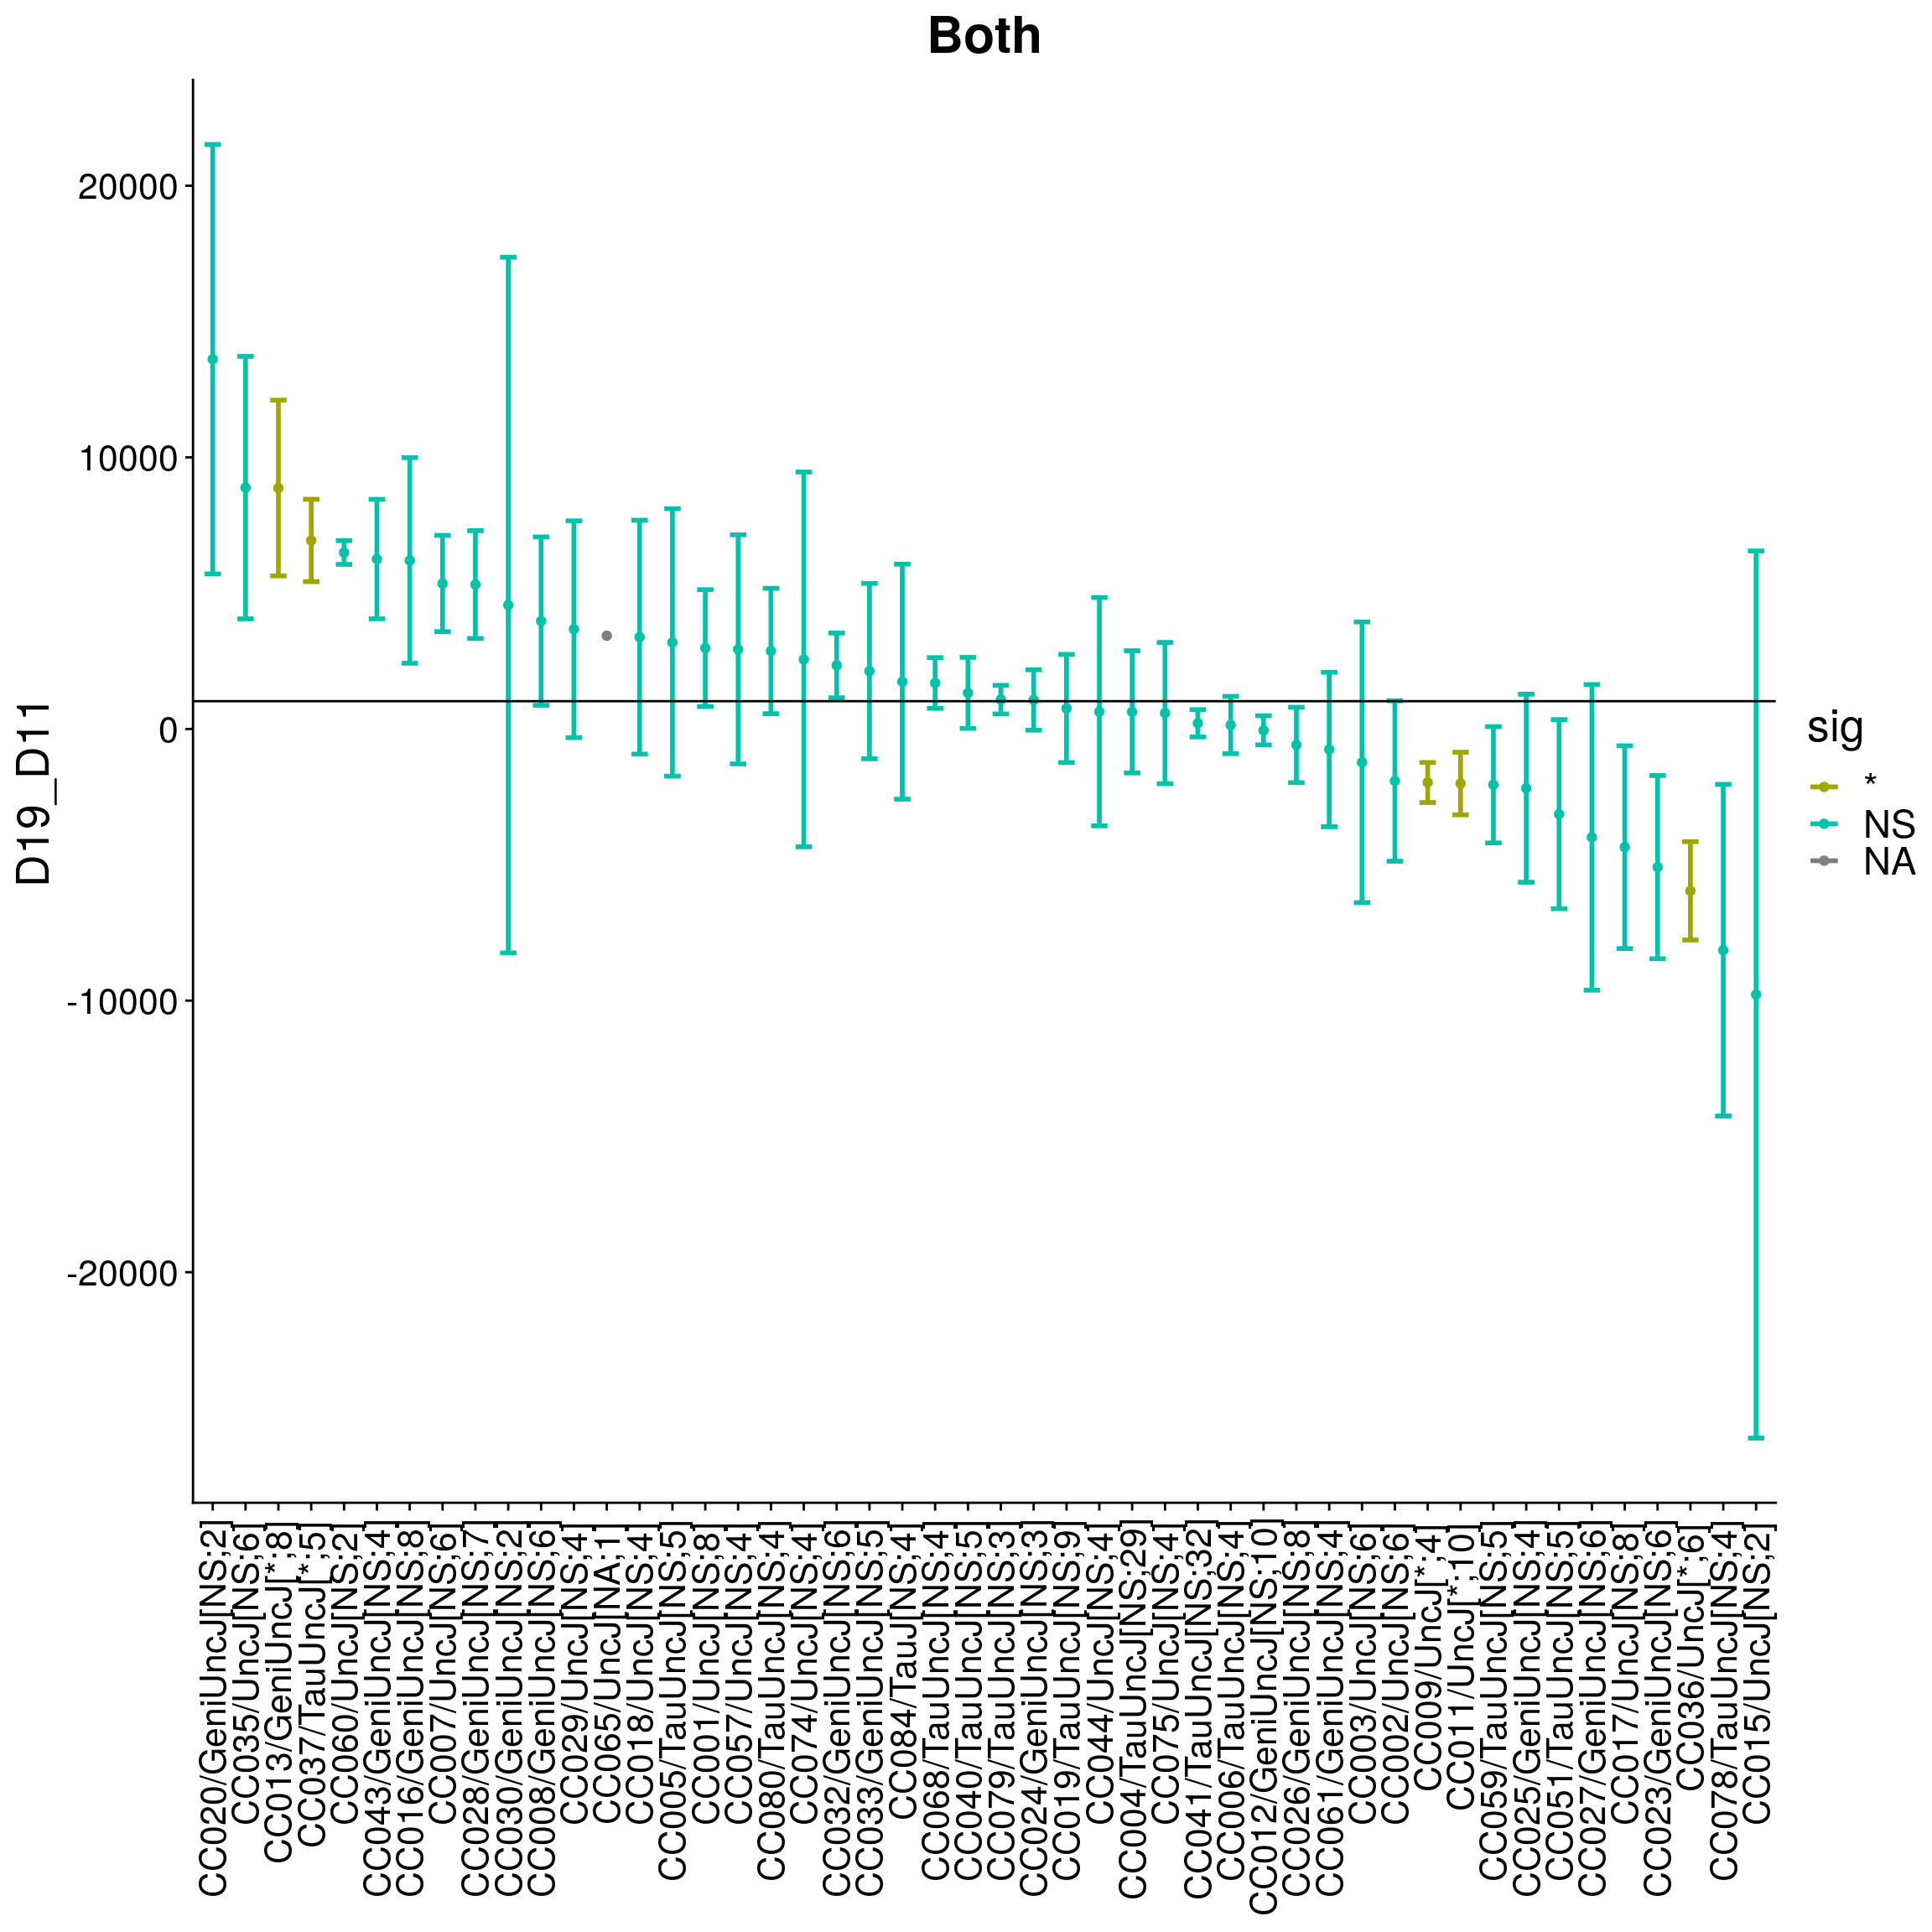 Both
D19_D11
20000
10000
0
-10000
-20000
sig
*
NS
NA
CC020/GeniUncJ[NS;2]
CC035/UncJ[NS;6]
CC013/GeniUncJ[*;8]
CC037/TauUncJ[*;5]
CC060/UncJ[NS;2]
CC043/GeniUncJ[NS;4]
CC016/GeniUncJ[NS;8]
CC007/UncJ[NS;6]
CC028/GeniUncJ[NS;7]
CC030/GeniUncJ[NS;2]
CC008/GeniUncJ[NS;6]
CC029/UncJ[NS;4]
CC065/UncJ[NA;1]
CC018/UncJ[NS;4]
CC005/TauUncJ[NS;5]
CC001/UncJ[NS;8]
CC057/UncJ[NS;4]
CC080/TauUncJ[NS;4]
CC074/UncJ[NS;4]
CC032/GeniUncJ[NS;6]
CC033/GeniUncJ[NS;5]
CC084/TauJ[NS;4]
CC068/TauUncJ[NS;4]
CC040/TauUncJ[NS;5]
CC079/TauUncJ[NS;3]
CC024/GeniUncJ[NS;3]
CC019/TauUncJ[NS;9]
CC044/UncJ[NS;4]
CC004/TauUncJ[NS;29]
CC075/UncJ[NS;4]
CC041/TauUncJ[NS;32]
CC006/TauUncJ[NS;4]
CC012/GeniUncJ[NS;10]
CC026/GeniUncJ[NS;8]
CC061/GeniUncJ[NS;4]
CC003/UncJ[NS;6]
CC002/UncJ[NS;6]
CC009/UncJ[*;4]
CC011/UncJ[*;10]
CC059/TauUncJ[NS;5]
CC025/GeniUncJ[NS;4]
CC051/TauUncJ[NS;5]
CC027/GeniUncJ[NS;6]
CC017/UncJ[NS;8]
CC023/GeniUncJ[NS;6]
CC036/UncJ[*;6]
CC078/TauUncJ[NS;4]
CC015/UncJ[NS;2]